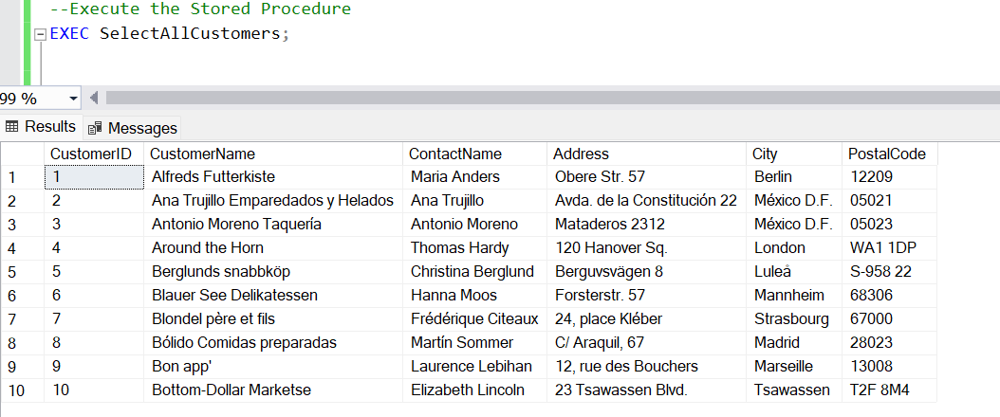 --Execute the Stored Procedure
EXEC SelectAllCustomers;
99 %
Results Messages
CustomerID CustomerName ContactName Address City PostalCode
1 1 Alfreds Futterkiste Maria Anders Obere Str. 57 Berlin 12209
2 2 Ana Trujillo Emparedados y Helados Ana Trujillo Avda. de la Constitución 22 México D.F. 05021
3 3 Antonio Moreno Taquería Antonio Moreno Mataderos 2312 México D.F. 05023
4 4 Around the Horn Thomas Hardy 120 Hanover Sq. London WA1 1DP
5 5 Berglunds snabbköp Christina Berglund Berguvsvägen 8 Luleå S-958 22
6 6 Blauer See Delikatessen Hanna Moos Forsterstr. 57 Mannheim 68306
7 7 Blondel père et fils Frédérique Citeaux 24, place Kléber Strasbourg 67000
8 8 Bólido Comidas preparadas Martín Sommer C/ Araquil, 67 Madrid 28023
9 9 Bon app' Laurence Lebihan 12, rue des Bouchers Marseille 13008
10 10 Bottom-Dollar Marketse Elizabeth Lincoln 23 Tsawassen Blvd. Tsawassen T2F 8M4